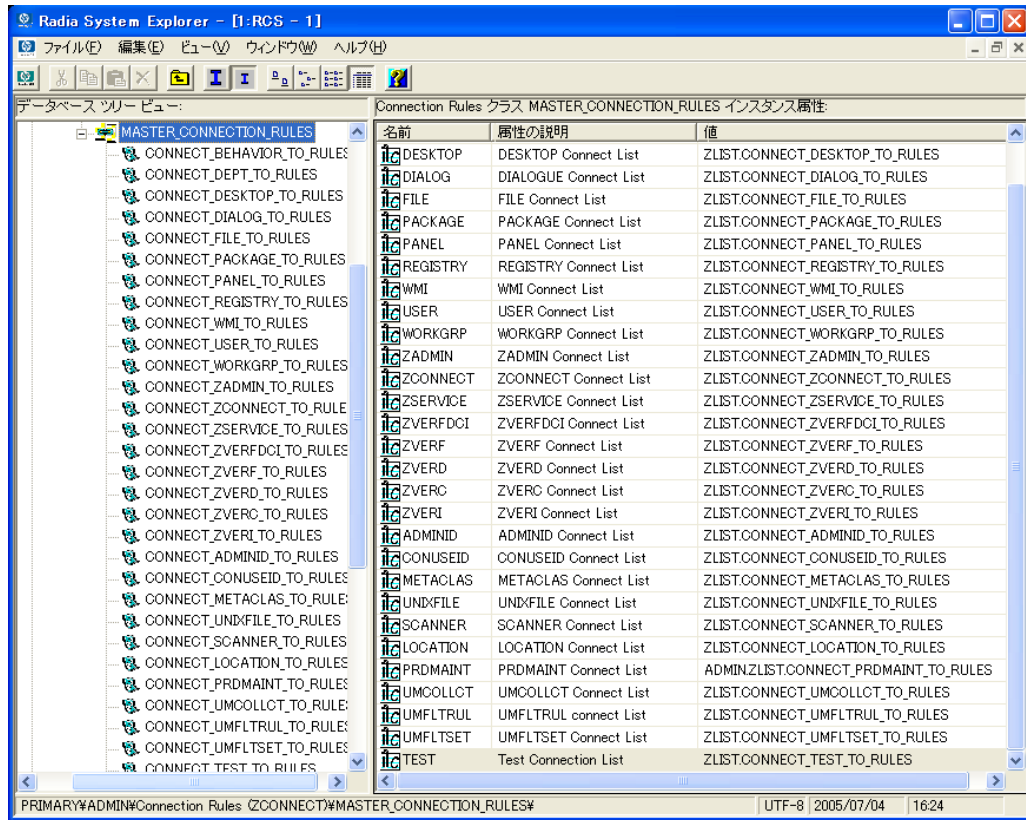 Radia System Explorer - [1:RCS - 1]
ファイル(F) 編集(E) ビュー(V) ウィンドウ(W) ヘルプ(H)
データベース ツリー ビュー:
MASTER_CONNECTION_RULES
CONNECT_BEHAVIOR_TO_RULES
CONNECT_DEPT_TO_RULES
CONNECT_DESKTOP_TO_RULES
CONNECT_DIALOG_TO_RULES
CONNECT_FILE_TO_RULES
CONNECT_PACKAGE_TO_RULES
CONNECT_PANEL_TO_RULES
CONNECT_REGISTRY_TO_RULES
CONNECT_WMI_TO_RULES
CONNECT_USER_TO_RULES
CONNECT_WORKGRP_TO_RULES
CONNECT_ZADMIN_TO_RULES
CONNECT_ZCONNECT_TO_RULE
CONNECT_ZSERVICE_TO_RULES
CONNECT_ZVERFDCI_TO_RULES
CONNECT_ZVERF_TO_RULES
CONNECT_ZVERD_TO_RULES
CONNECT_ZVERC_TO_RULES
CONNECT_ZVERI_TO_RULES
CONNECT_ADMINID_TO_RULES
CONNECT_CONUSEID_TO_RULES
CONNECT_METACLAS_TO_RULE
CONNECT_UNIXFILE_TO_RULES
CONNECT_SCANNER_TO_RULES
CONNECT_LOCATION_TO_RULES
CONNECT_PRDMAINT_TO_RULES
CONNECT_UMCOLLCT_TO_RULE
CONNECT_UMFLTRUL_TO_RULES
CONNECT_UMFLTSET_TO_RULES
CONNECT_TEST_TO_RULES
Connection Rules クラス MASTER_CONNECTION_RULES インスタンス属性:
名前 属性の説明 値
DESKTOP DESKTOP Connect List ZLIST.CONNECT_DESKTOP_TO_RULES
DIALOG DIALOGUE Connect List ZLIST.CONNECT_DIALOG_TO_RULES
FILE FILE Connect List ZLIST.CONNECT_FILE_TO_RULES
PACKAGE PACKAGE Connect List ZLIST.CONNECT_PACKAGE_TO_RULES
PANEL PANEL Connect List ZLIST.CONNECT_PANEL_TO_RULES
REGISTRY REGISTRY Connect List ZLIST.CONNECT_REGISTRY_TO_RULES
WMI WMI Connect List ZLIST.CONNECT_WMI_TO_RULES
USER USER Connect List ZLIST.CONNECT_USER_TO_RULES
WORKGRP WORKGRP Connect List ZLIST.CONNECT_WORKGRP_TO_RULES
ZADMIN ZADMIN Connect List ZLIST.CONNECT_ZADMIN_TO_RULES
ZCONNECT ZCONNECT Connect List ZLIST.CONNECT_ZCONNECT_TO_RULES
ZSERVICE ZSERVICE Connect List ZLIST.CONNECT_ZSERVICE_TO_RULES
ZVERFDCI ZVERFDCI Connect List ZLIST.CONNECT_ZVERFDCI_TO_RULES
ZVERF ZVERF Connect List ZLIST.CONNECT_ZVERF_TO_RULES
ZVERD ZVERD Connect List ZLIST.CONNECT_ZVERD_TO_RULES
ZVERC ZVERC Connect List ZLIST.CONNECT_ZVERC_TO_RULES
ZVERI ZVERI Connect List ZLIST.CONNECT_ZVERI_TO_RULES
ADMINID ADMINID Connect List ZLIST.CONNECT_ADMINID_TO_RULES
CONUSEID CONUSEID Connect List ZLIST.CONNECT_CONUSEID_TO_RULES
METACLAS METACLAS Connect List ZLIST.CONNECT_METACLAS_TO_RULES
UNIXFILE UNIXFILE Connect List ZLIST.CONNECT_UNIXFILE_TO_RULES
SCANNER SCANNER Connect List ZLIST.CONNECT_SCANNER_TO_RULES
LOCATION LOCATION Connect List ZLIST.CONNECT_LOCATION_TO_RULES
PRDMAINT PRDMAINT Connect List ADMIN.ZLIST.CONNECT_PRDMAINT_TO_RULES
UMCOLLCT UMCOLLCT Connect List ZLIST.CONNECT_UMCOLLCT_TO_RULES
UMFLTRUL UMFLTRUL connect List ZLIST.CONNECT_UMFLTRUL_TO_RULES
UMFLTSET UMFLTSET Connect List ZLIST.CONNECT_UMFLTSET_TO_RULES
TEST Test Connection List ZLIST.CONNECT_TEST_TO_RULES
PRIMARY¥ADMIN¥Connection Rules (ZCONNECT)¥MASTER_CONNECTION_RULES¥ UTF-8 2005/07/04 16:24